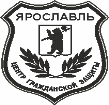 ЯРОСЛАВЛЬ
ЦЕНТР ГРАЖДАНСКОЙ ЗАЩИТЫ